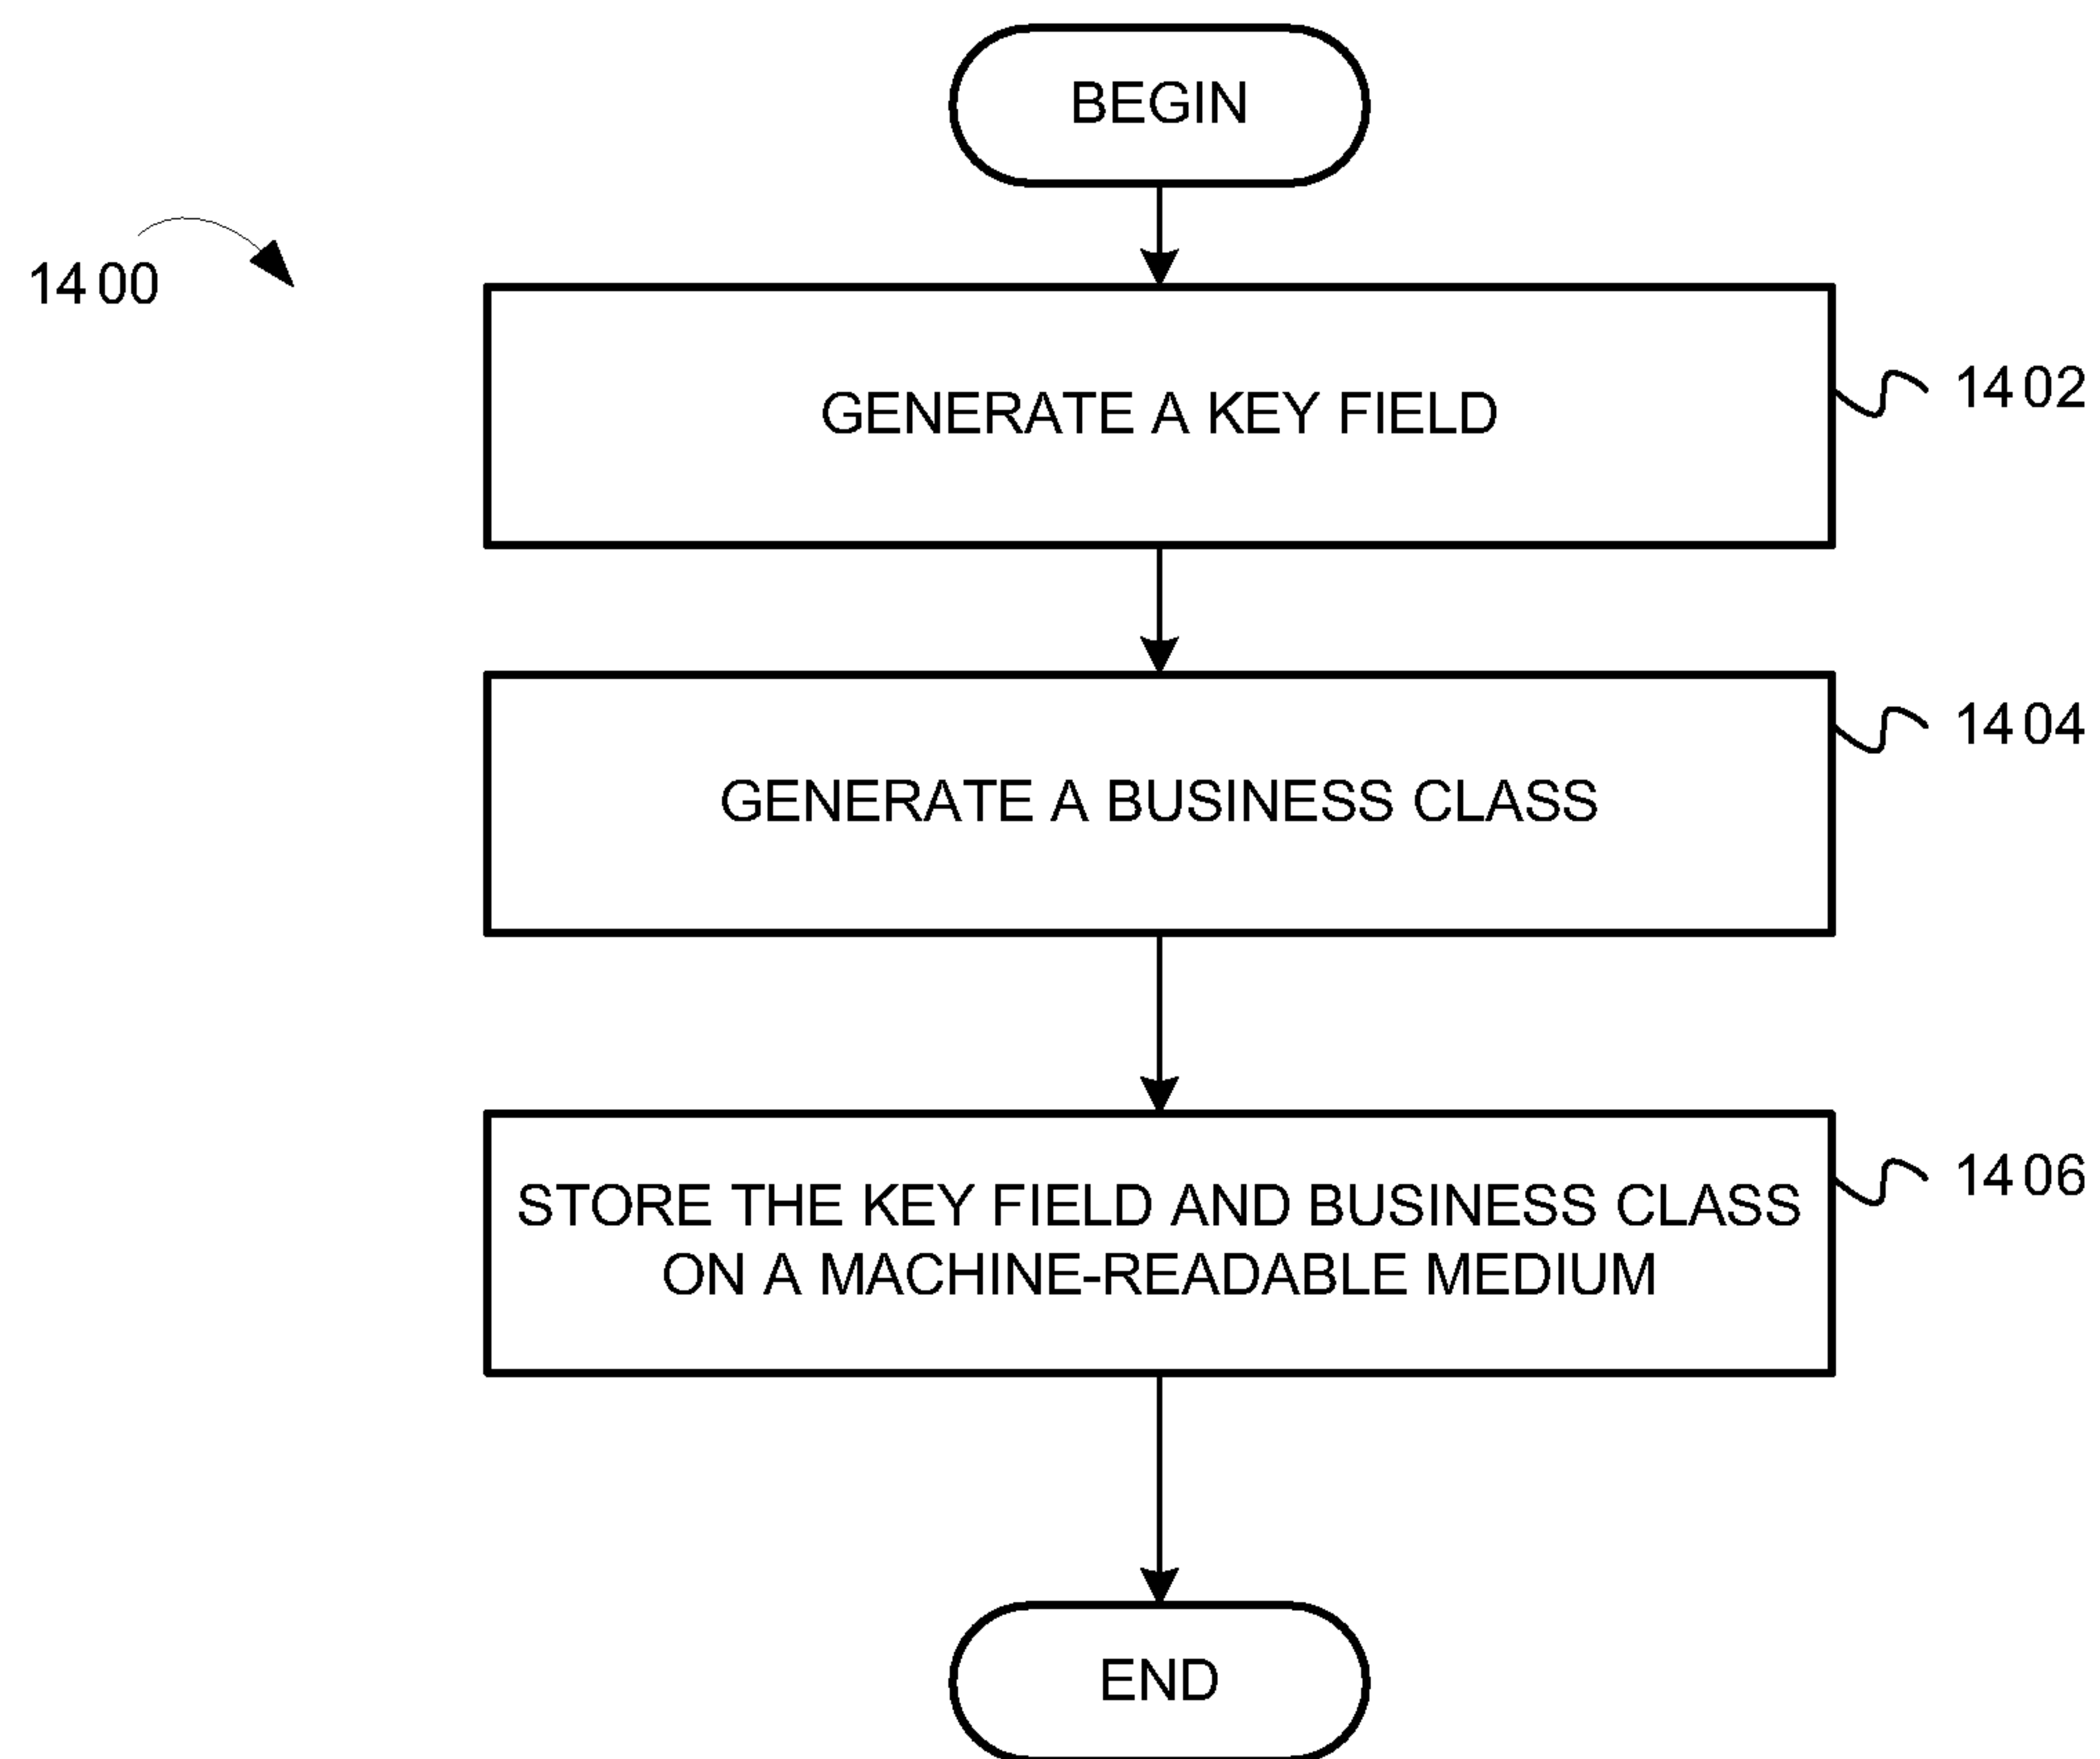 BEGIN
1400
GENERATE A KEY FIELD
1402
GENERATE A BUSINESS CLASS
1404
STORE THE KEY FIELD AND BUSINESS CLASS
ON A MACHINE-READABLE MEDIUM
1406
END